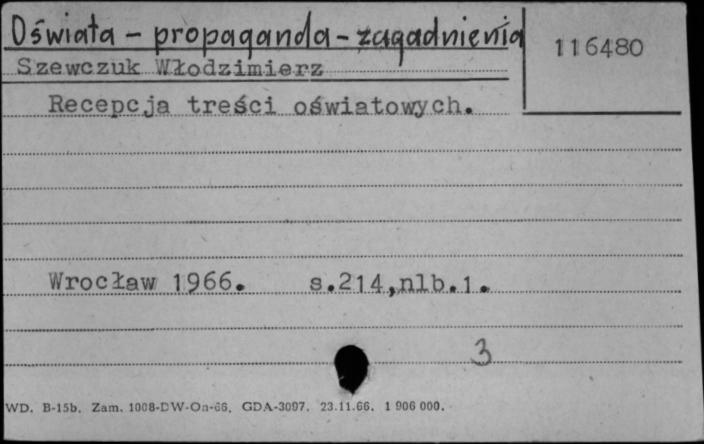 Oświata - propaganda - zagadnienia
116480
Szewczuk Włodzimierz
Recepcja treści oświatowych.
Wrocław 1966. s.214,nlb.1.
3
WD. B-15b. Zam. 1008-DW-On-66. GDA-3097. 23.11.66. 1 906 000.